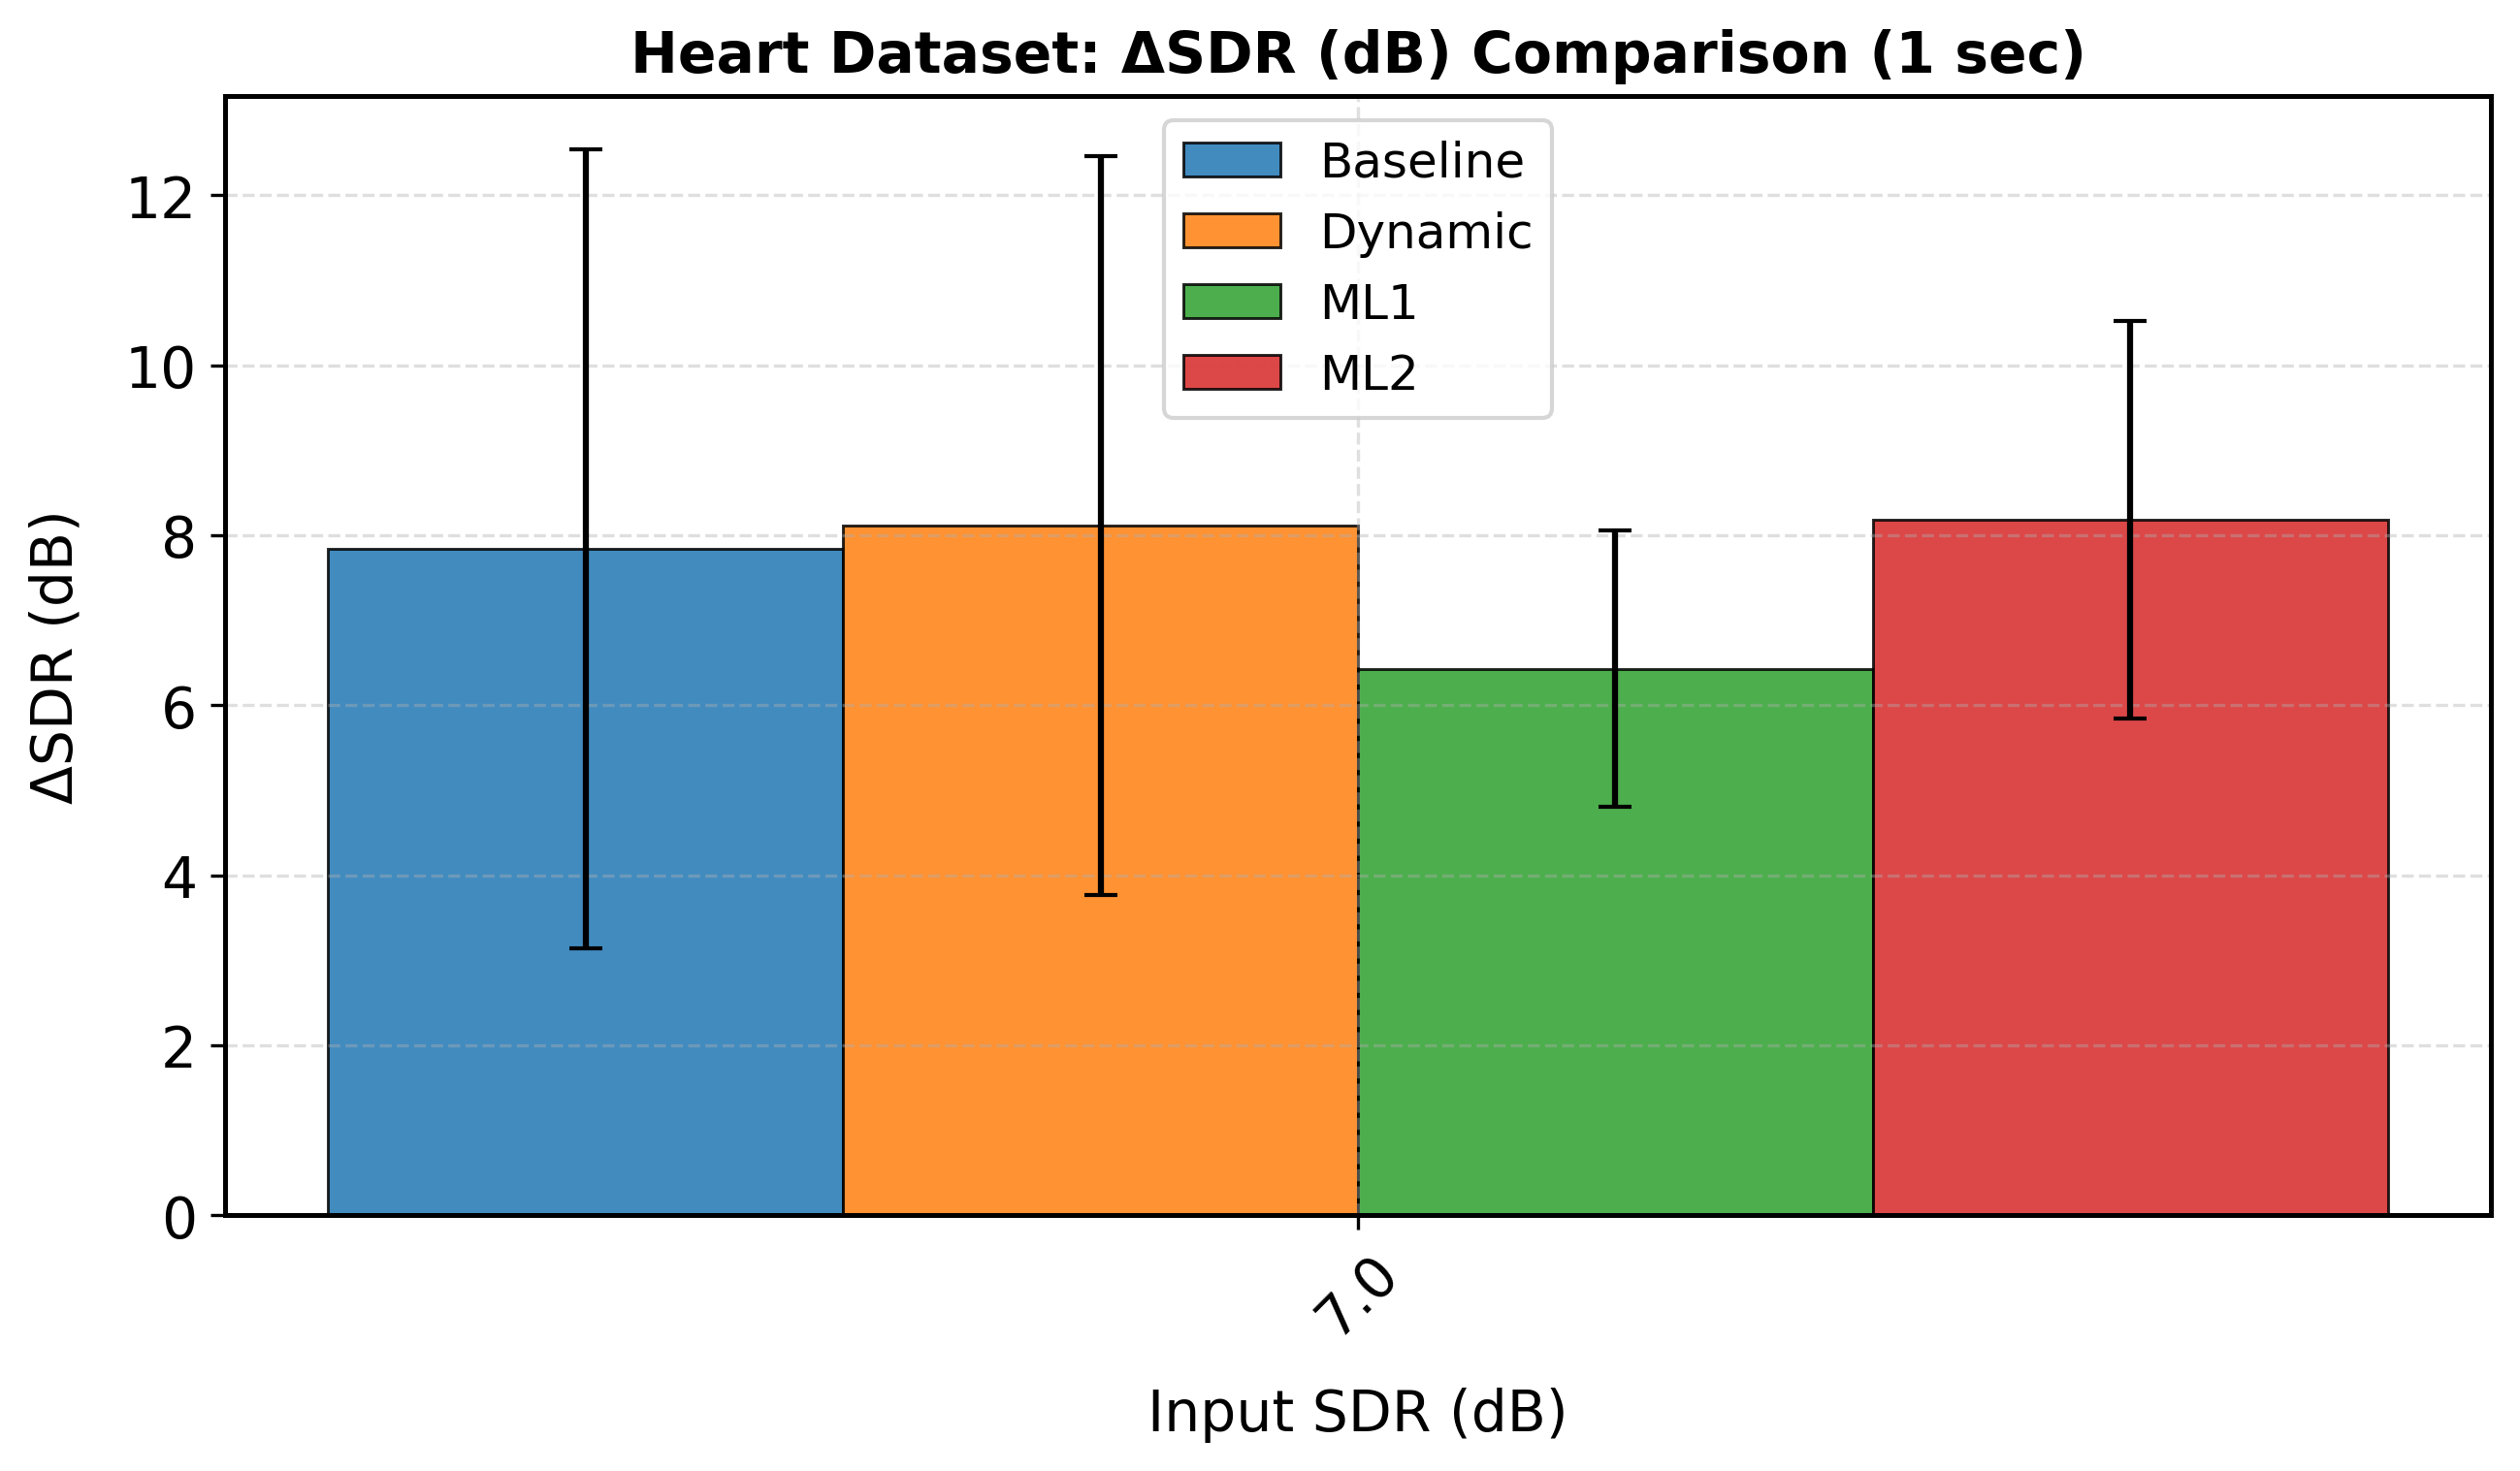 Heart Dataset: ΔSDR (dB) Comparison (1 sec)
Baseline
Dynamic
ML1
ML2
ΔSDR (dB)
12
10
8
6
4
2
0
7.0
Input SDR (dB)